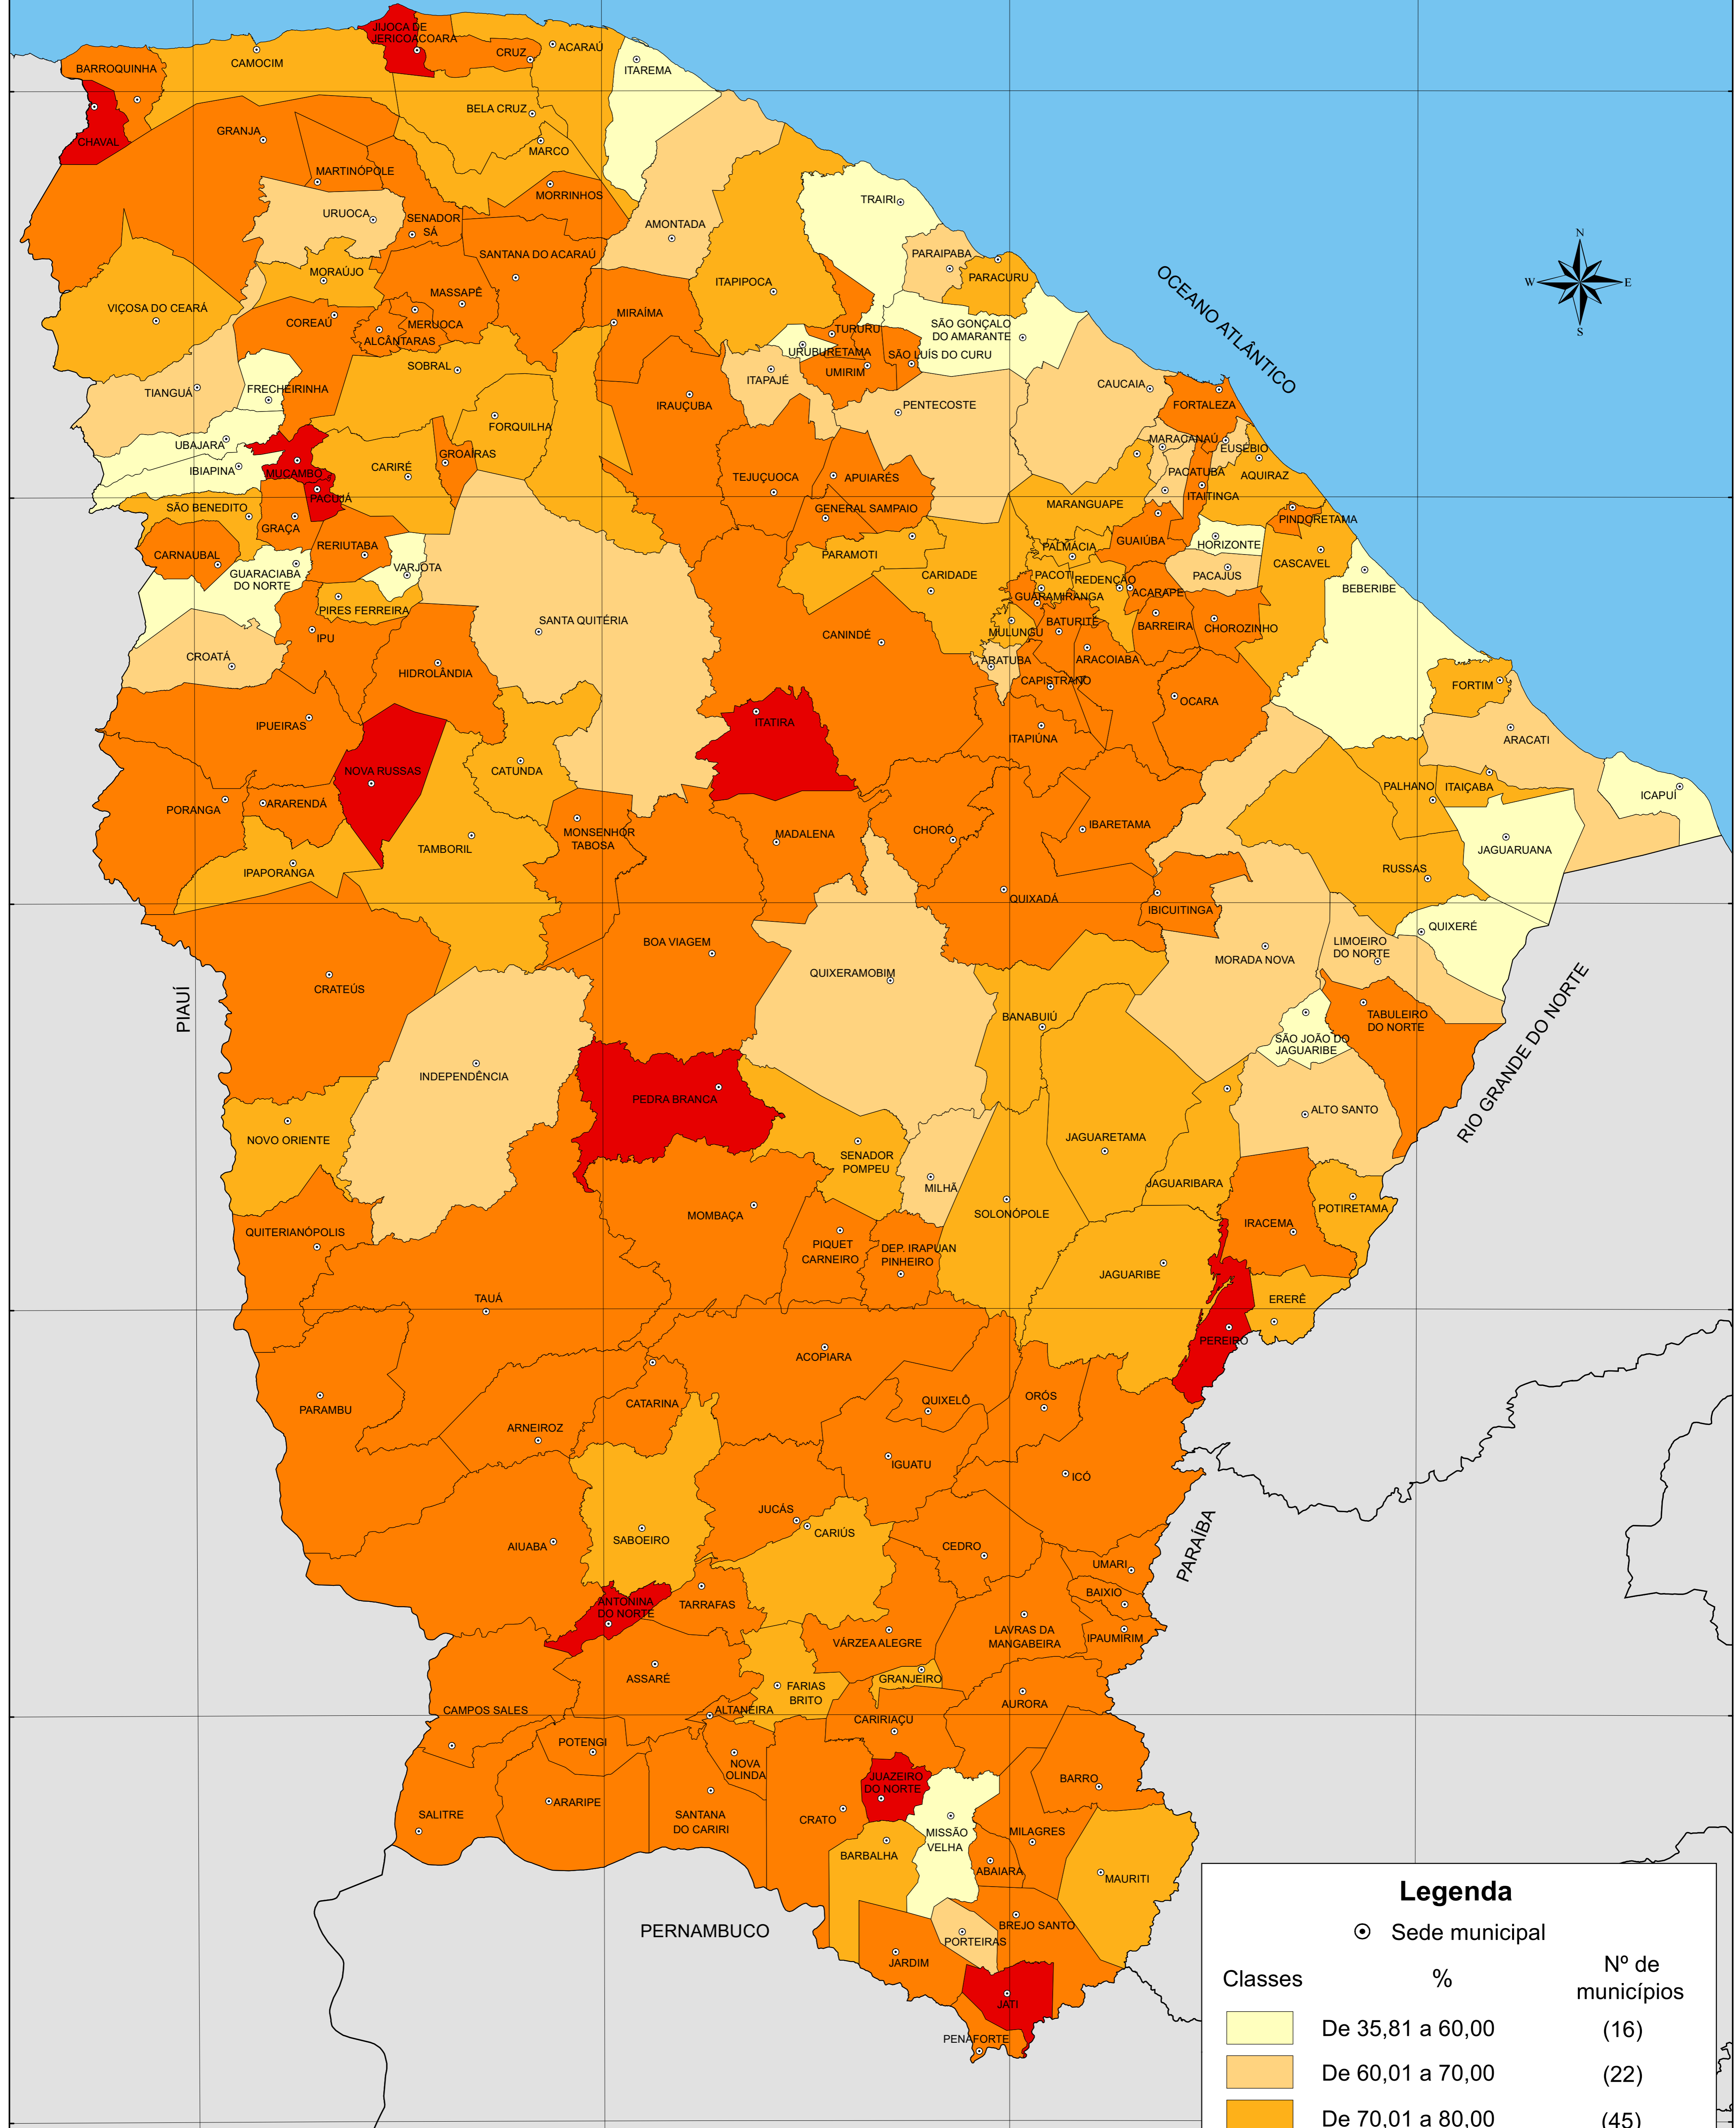 JIJOCA DE
JERICOACOARA
CRUZ
ACARAÚ
BARROQUINHA
CAMOCIM
ITAREMA
CHAVAL
GRANJA
BELA CRUZ
MARCO
MARTINÓPOLE
MORRINHOS
URUOCA
SENADOR
SÁ
AMONTADA
TRAIRI
SANTANA DO ACARAÚ
PARAIPABA
N
W
E
S
MORAÚJO
MASSAPÊ
ITAPIPOCA
PARACURU
OCEANO ATLÂNTICO
VIÇOSA DO CEARÁ
COREAÚ
MERUOCA
ALCÂNTARAS
MIRAÍMA
TURURU
SÃO GONÇALO
DO AMARANTE
URUBURETAMA
SÃO LUÍS DO CURU
SOBRAL
ITAPAJÉ
UMIRIM
TIANGUÁ
FRECHEIRINHA
IRAUÇUBA
PENTECOSTE
CAUCAIA
FORTALEZA
FORQUILHA
UBAJARA
IBIAPINA
MUCAMBO
CARIRÉ
GROAÍRAS
MARACANAÚ
EUSÉBIO
PACATUBA
AQUIRAZ
TEJUÇUOCA
APUIARÉS
ITAITINGA
PACUJÁ
SÃO BENEDITO
GRAÇA
GENERAL SAMPAIO
MARANGUAPE
PINDORETAMA
CARNAUBAL
RERIUTABA
VARJOTA
PARAMOTI
PALMÁCIA
GUAIÚBA
HORIZONTE
GUARACIABA
DO NORTE
CARIDADE
PACOTI
REDENÇÃO
PACAJUS
CASCAVEL
BEBERIBE
PIRES FERREIRA
GUARAMIRANGA
ACARAPE
IPU
SANTA QUITÉRIA
CANINDÉ
MULUNGU
BATURITÉ
BARREIRA
CHOROZINHO
CROATÁ
HIDROLÂNDIA
ARATUBA
ARACOIABA
CAPISTRANO
FORTIM
IPUEIRAS
ITATIRA
ITAPIÚNA
OCARA
ARACATI
NOVA RUSSAS
CATUNDA
PORANGA
ARARENDÁ
PALHANO
ITAIÇABA
ICAPUÍ
TAMBORIL
MONSENHOR
TABOSA
MADALENA
CHORÓ
IBARETAMA
JAGUARUANA
IPAPORANGA
RUSSAS
QUIXADÁ
IBICUITINGA
QUIXERÉ
BOA VIAGEM
LIMOEIRO
DO NORTE
QUIXERAMOBIM
MORADA NOVA
CRATEÚS
PIAUÍ
BANABUIÚ
TABULEIRO
DO NORTE
SÃO JOÃO DO
JAGUARIBE
RIO GRANDE DO NORTE
INDEPENDÊNCIA
PEDRA BRANCA
ALTO SANTO
NOVO ORIENTE
SENADOR
POMPEU
JAGUARETAMA
MILHÃ
JAGUARIBARA
MOMBAÇA
SOLONÓPOLE
POTIRETAMA
QUITERIANÓPOLIS
IRACEMA
PIQUET
CARNEIRO
DEP. IRAPUAN
PINHEIRO
JAGUARIBE
TAUÁ
ERERÊ
PEREIRO
ACOPIARA
PARAMBU
CATARINA
QUIXELÔ
ORÓS
ARNEIROZ
IGUATU
ICÓ
JUCÁS
SABOEIRO
CARIÚS
AIUABA
CEDRO
UMARI
PARAÍBA
ANTONINA
DO NORTE
TARRAFAS
BAIXIO
LAVRAS DA
MANGABEIRA
VÁRZEA ALEGRE
IPAUMIRIM
ASSARÉ
GRANJEIRO
FARIAS
BRITO
AURORA
CAMPOS SALES
ALTANEIRA
CARIRIAÇU
POTENGI
NOVA
OLINDA
JUAZEIRO
DO NORTE
BARRO
ARARIPE
SALITRE
SANTANA
DO CARIRI
CRATO
MISSÃO
VELHA
MILAGRES
BARBALHA
ABAIARA
MAURITI
PERNAMBUCO
BREJO SANTO
PORTEIRAS
JARDIM
JATI
PENAFORTE
Legenda
Sede municipal
Classes
%
Nº de
municípios
De 35,81 a 60,00
(16)
De 60,01 a 70,00
(22)
De 70,01 a 80,00
(45)